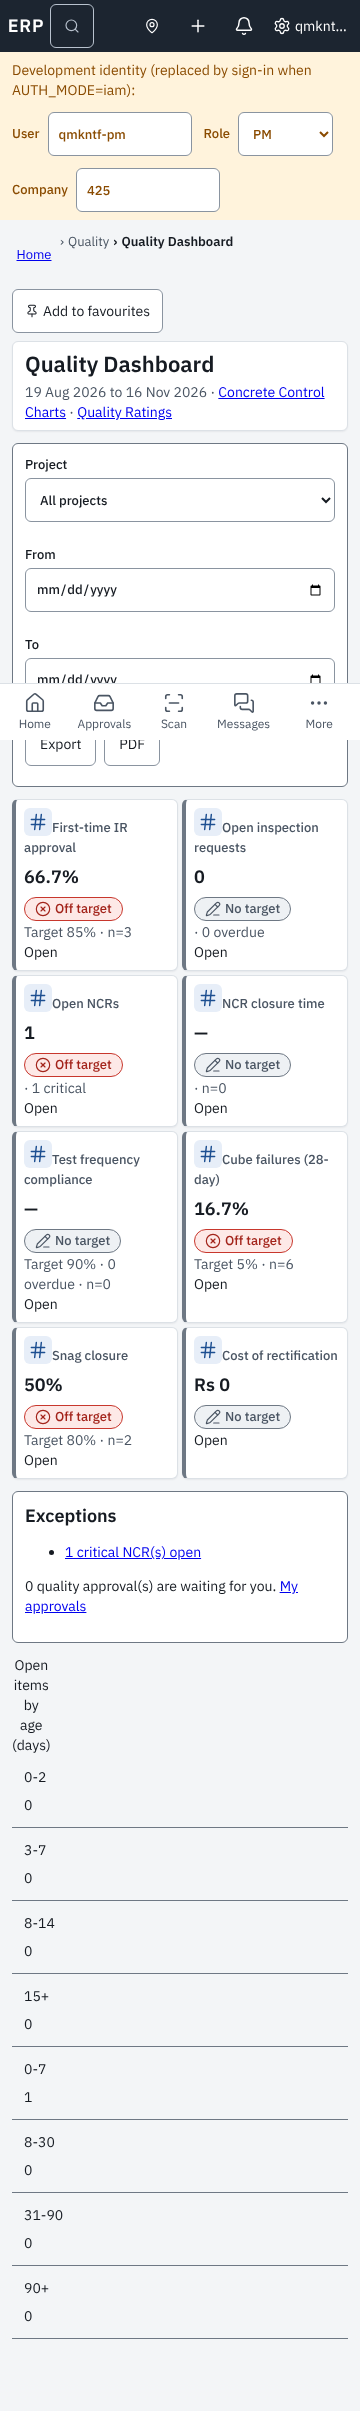 ERP
qmknt...
Development identity (replaced by sign-in when
AUTH_MODE=iam):
User qmkntf-pm Role PM
Company 425
Home › Quality › Quality Dashboard
Add to favourites
Quality Dashboard
19 Aug 2026 to 16 Nov 2026 · Concrete Control
Charts · Quality Ratings
Project
All projects
From
mm/dd/yyyy
To
mm/dd/yyyy
Home Approvals Scan Messages More
Export PDF
First-time IR
approval
66.7%
Off target
Target 85% · n=3
Open
Open inspection
requests
0
No target
· 0 overdue
Open
Open NCRs
1
Off target
· 1 critical
Open
NCR closure time
—
No target
· n=0
Open
Test frequency
compliance
—
No target
Target 90% · 0
overdue · n=0
Open
Cube failures (28-
day)
16.7%
Off target
Target 5% · n=6
Open
Snag closure
50%
Off target
Target 80% · n=2
Open
Cost of rectification
Rs 0
No target
Open
Exceptions
• 1 critical NCR(s) open
0 quality approval(s) are waiting for you. My
approvals
Open
items
by
age
(days)
0-2
0
3-7
0
8-14
0
15+
0
0-7
1
8-30
0
31-90
0
90+
0